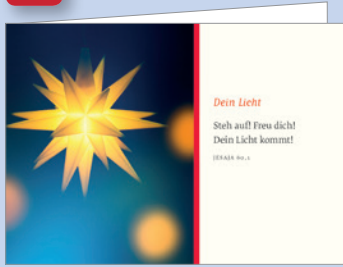 Dein Licht
Steh auf! Freu dich!
Dein Licht kommt!
JESAJA 60,1